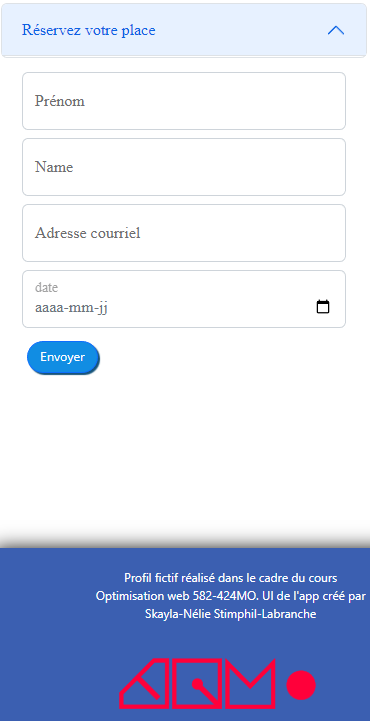 Réservez votre place
Prénom
Name
Adresse courriel
date
aaaa-mm-jj
Envoyer
Profil fictif réalisé dans le cadre du cours
Optimisation web 582-424MO. UI de l'app créé par
Skayla-Nélie Stimphil-Labranche